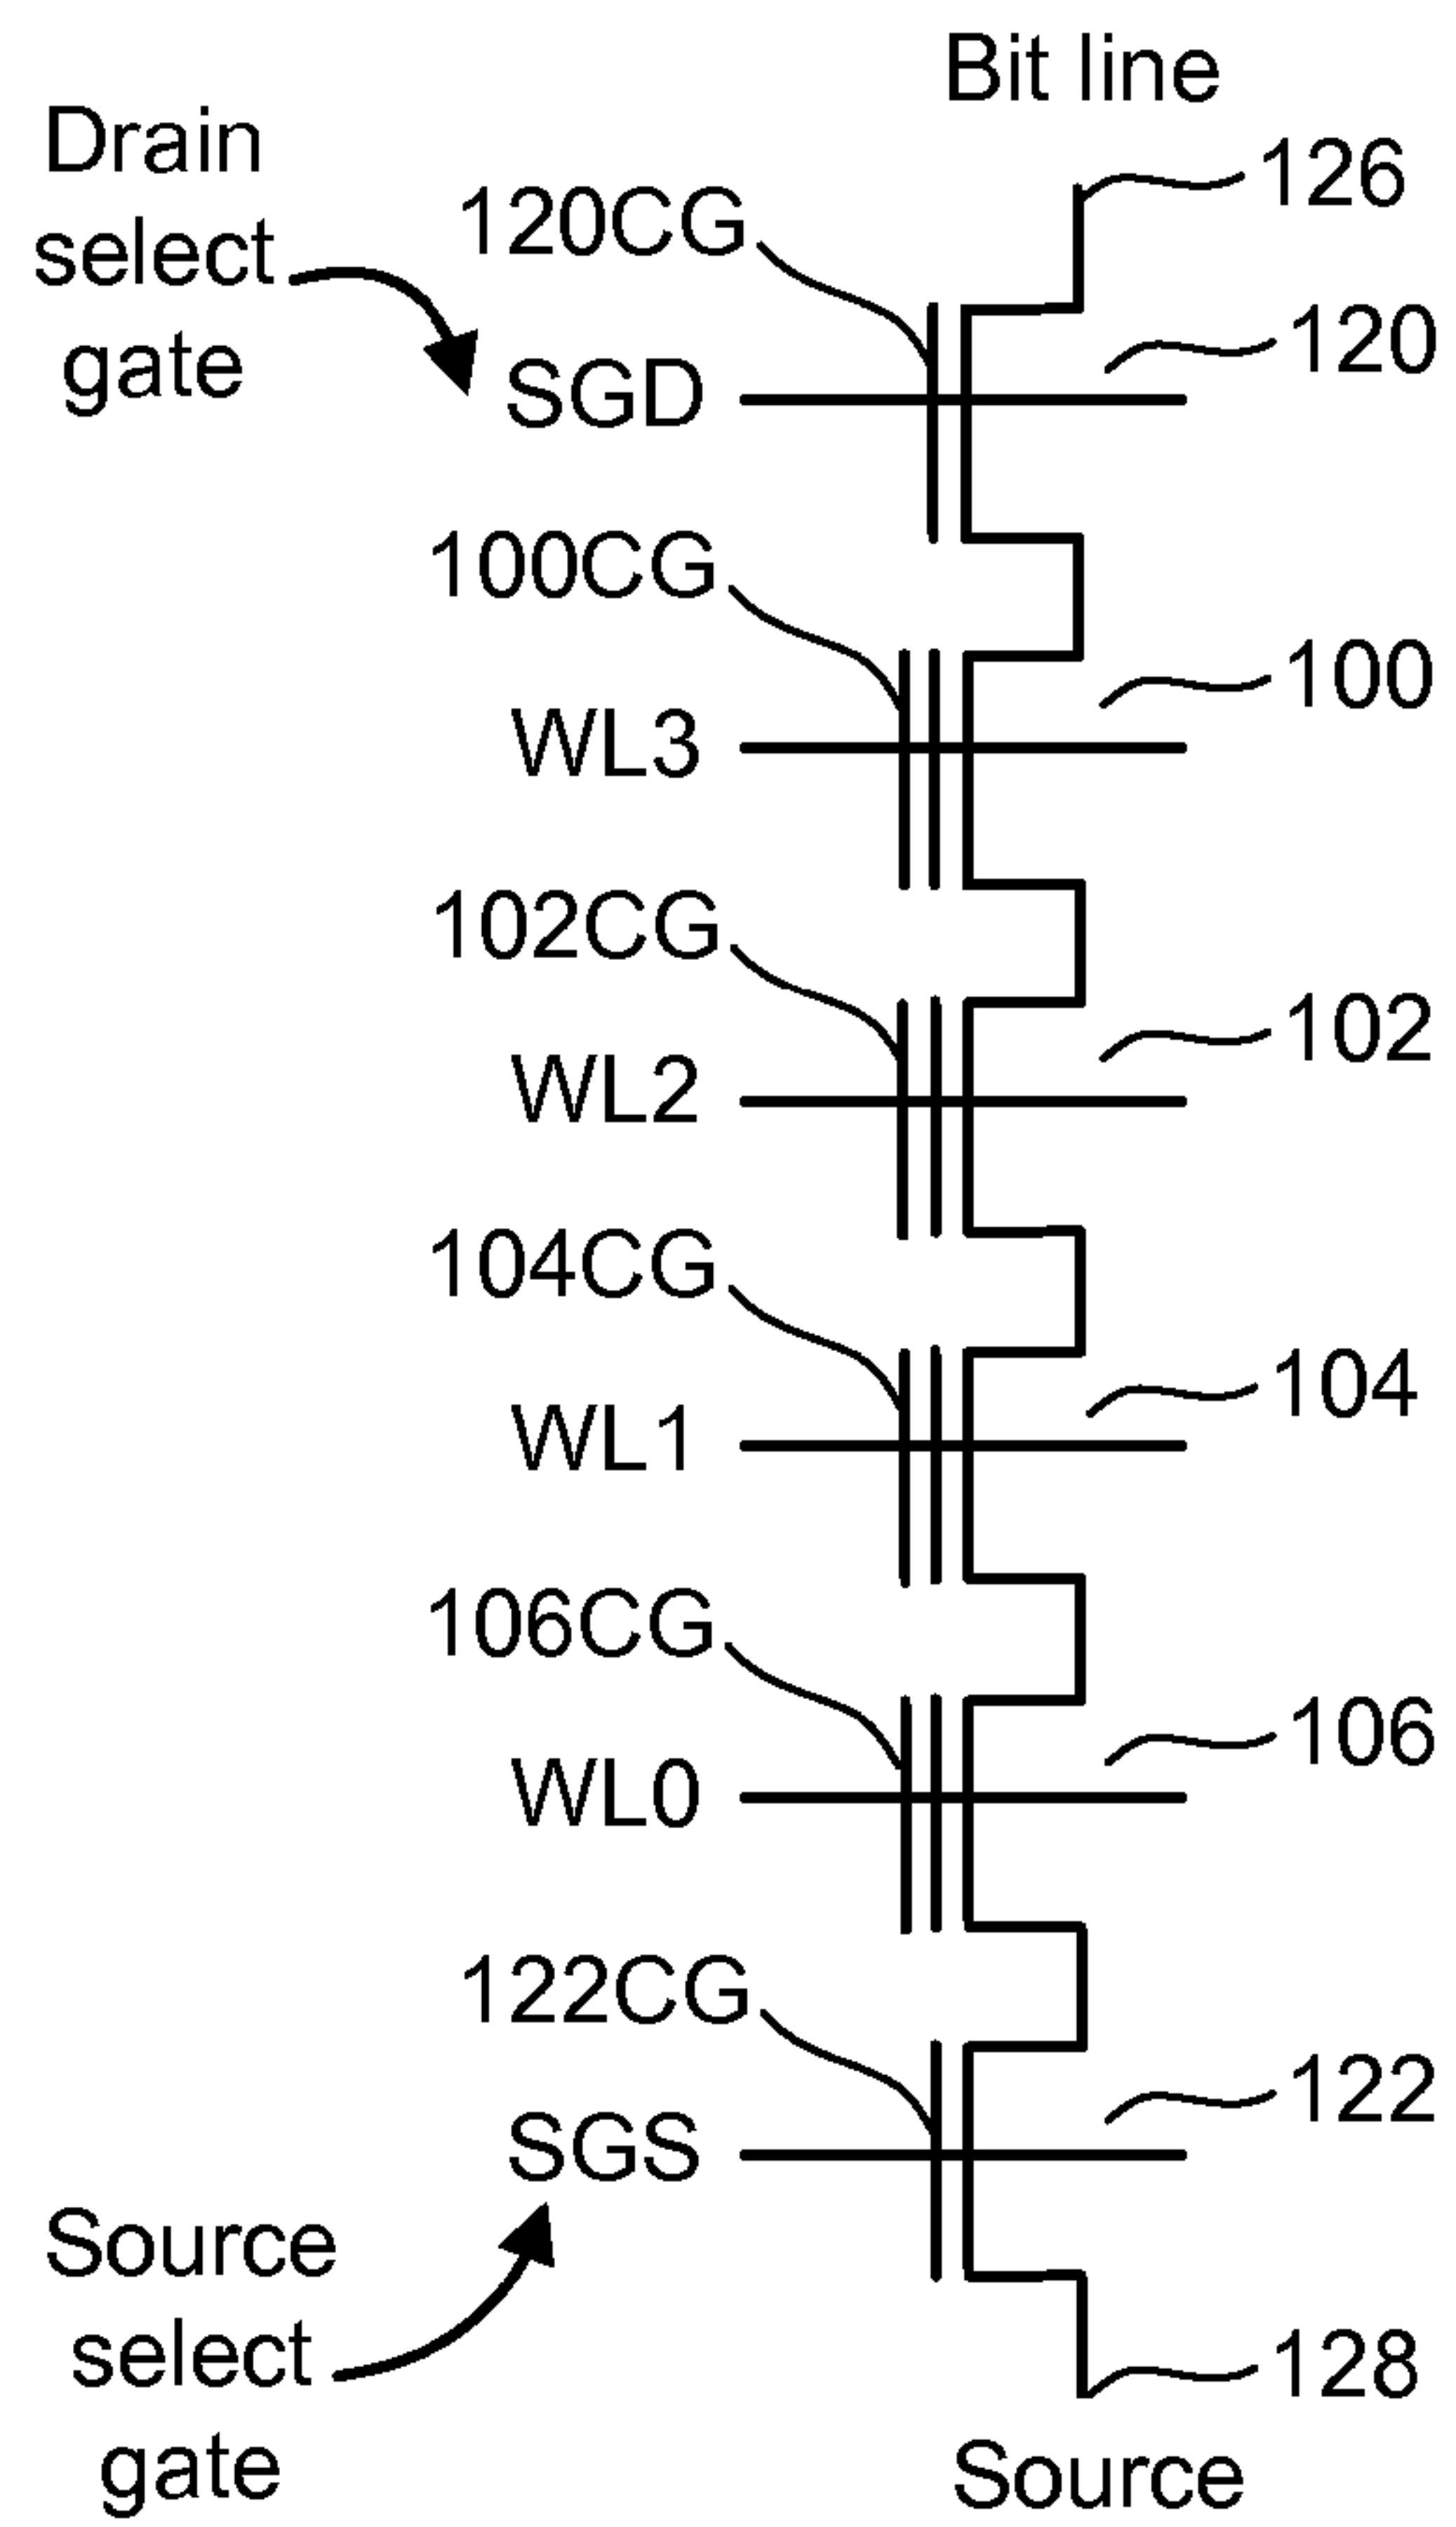 Bit line
126
Drain
select
gate
120CG
120
SGD
100CG
100
WL3
102CG
102
WL2
104CG
104
WL1
106CG
106
WL0
122CG
122
SGS
Source
select
gate
128
Source